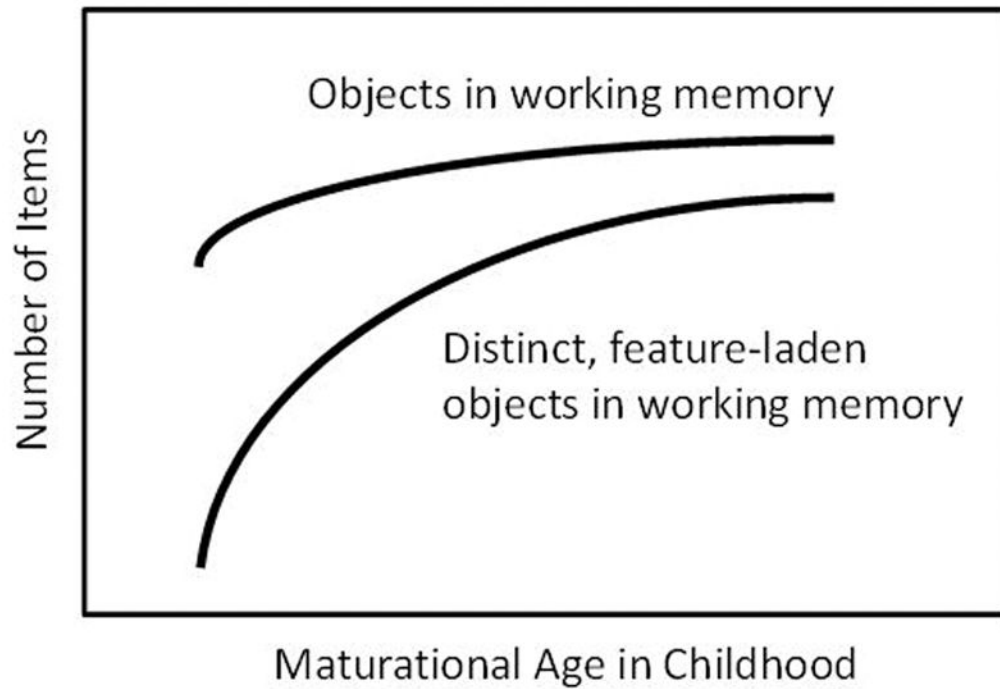 Objects in working memory
Number of Items
Distinct, feature-laden
objects in working memory
Maturational Age in Childhood